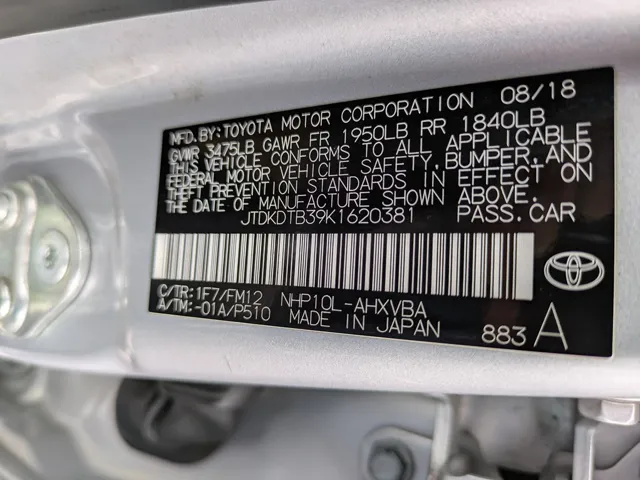 MFD. BY: TOYOTA MOTOR CORPORATION 08/18
GVWR 3475LB GAWR FR 1950LB RR 1840LB
THIS VEHICLE CONFORMS TO ALL APPLICABLE
FEDERAL MOTOR VEHICLE SAFETY, BUMPER, AND
THEFT PREVENTION STANDARDS IN EFFECT ON
THE DATE OF MANUFACTURE SHOWN ABOVE.
JTDKDTB39K1620381 PASS. CAR
C/TR: 1F7/FM12 NHP10L-AHXVBA
A/TM: -01A/P510 MADE IN JAPAN 883 A